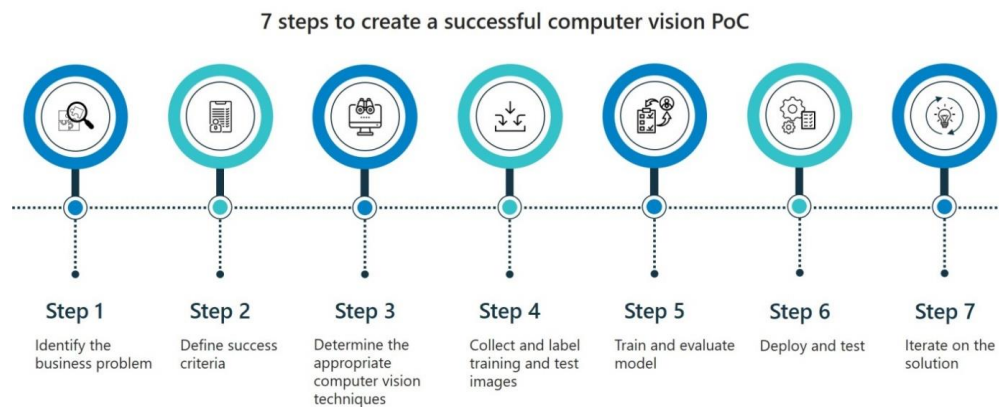 7 steps to create a successful computer vision PoC
Step 1
Identify the
business problem
Step 2
Define success
criteria
Step 3
Determine the
appropriate
computer vision
techniques
Step 4
Collect and label
training and test
images
Step 5
Train and evaluate
model
Step 6
Deploy and test
Step 7
Iterate on the
solution